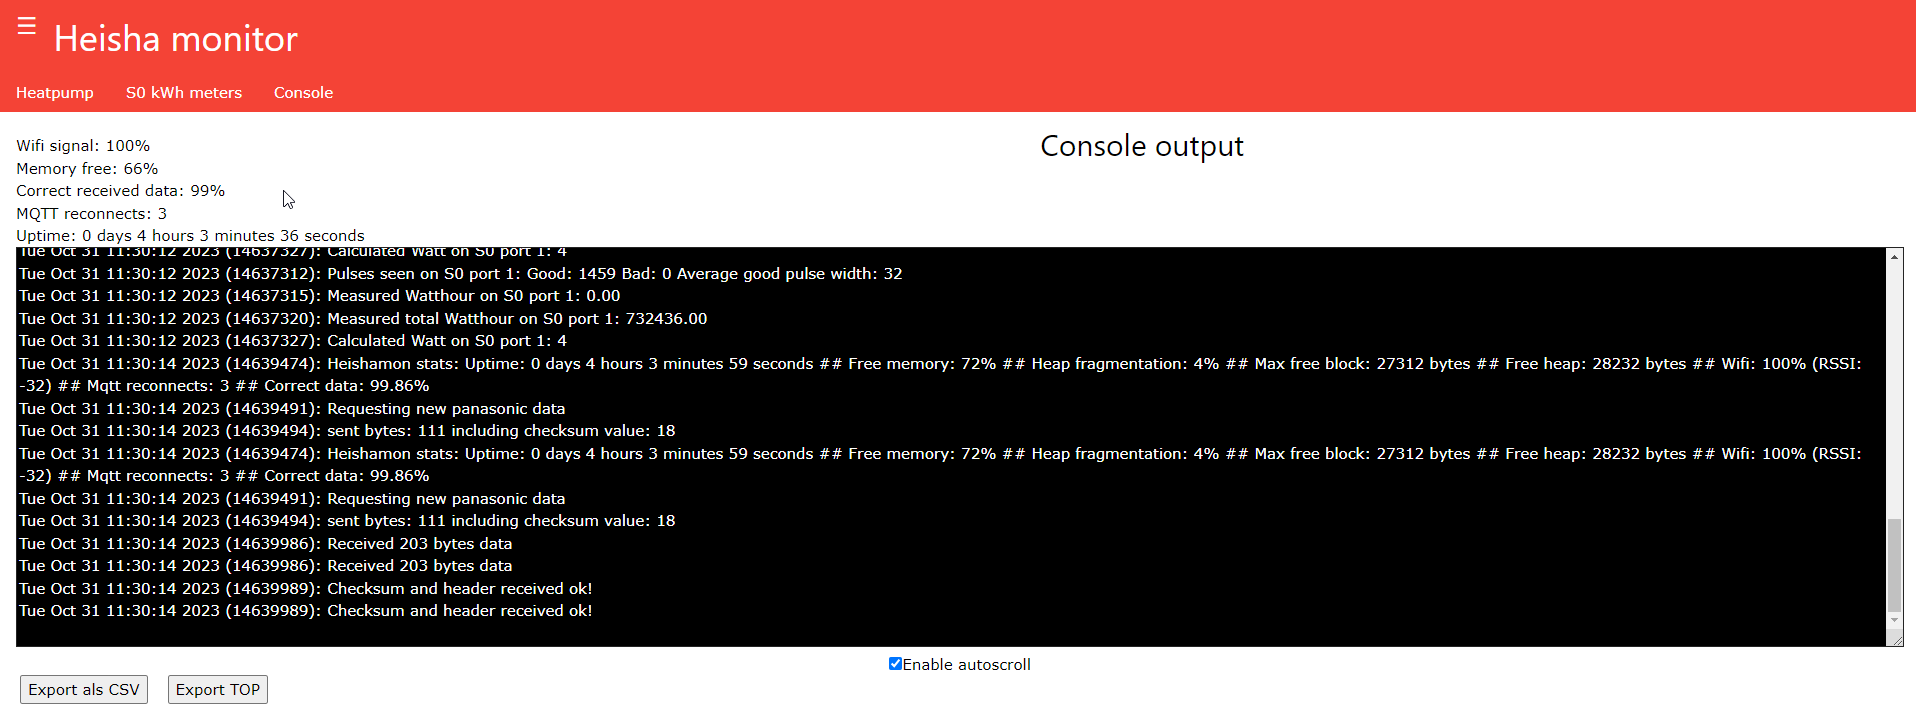 ☰ Heisha monitor
Heatpump S0 kWh meters Console
Console output
Wifi signal: 100%
Memory free: 66%
Correct received data: 99%
MQTT reconnects: 3
Uptime: 0 days 4 hours 3 minutes 36 seconds
Tue Oct 31 11:30:12 2023 (14637327): Calculated Watt on S0 port 1: 4
Tue Oct 31 11:30:12 2023 (14637312): Pulses seen on S0 port 1: Good: 1459 Bad: 0 Average good pulse width: 32
Tue Oct 31 11:30:12 2023 (14637315): Measured Watthour on S0 port 1: 0.00
Tue Oct 31 11:30:12 2023 (14637320): Measured total Watthour on S0 port 1: 732436.00
Tue Oct 31 11:30:12 2023 (14637327): Calculated Watt on S0 port 1: 4
Tue Oct 31 11:30:14 2023 (14639474): Heishamon stats: Uptime: 0 days 4 hours 3 minutes 59 seconds ## Free memory: 72% ## Heap fragmentation: 4% ## Max free block: 27312 bytes ## Free heap: 28232 bytes ## Wifi: 100% (RSSI:
-32) ## Mqtt reconnects: 3 ## Correct data: 99.86%
Tue Oct 31 11:30:14 2023 (14639491): Requesting new panasonic data
Tue Oct 31 11:30:14 2023 (14639494): sent bytes: 111 including checksum value: 18
Tue Oct 31 11:30:14 2023 (14639474): Heishamon stats: Uptime: 0 days 4 hours 3 minutes 59 seconds ## Free memory: 72% ## Heap fragmentation: 4% ## Max free block: 27312 bytes ## Free heap: 28232 bytes ## Wifi: 100% (RSSI:
-32) ## Mqtt reconnects: 3 ## Correct data: 99.86%
Tue Oct 31 11:30:14 2023 (14639491): Requesting new panasonic data
Tue Oct 31 11:30:14 2023 (14639494): sent bytes: 111 including checksum value: 18
Tue Oct 31 11:30:14 2023 (14639986): Received 203 bytes data
Tue Oct 31 11:30:14 2023 (14639986): Received 203 bytes data
Tue Oct 31 11:30:14 2023 (14639989): Checksum and header received ok!
Tue Oct 31 11:30:14 2023 (14639989): Checksum and header received ok!
Enable autoscroll
Export als CSV Export TOP